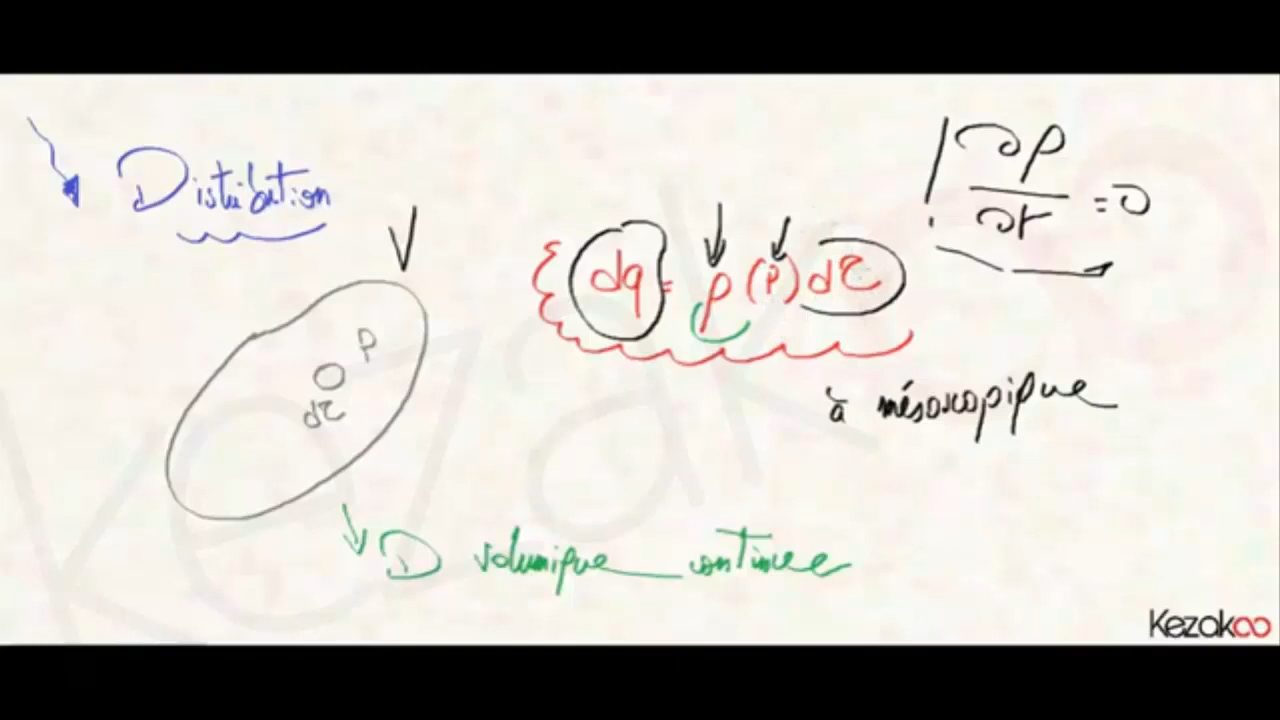 Distribution
∂ρ/∂t = 0
V
dq = ρ(P)dτ
P
dτ
à mésoscopique
D volumique continue
Kezakoo